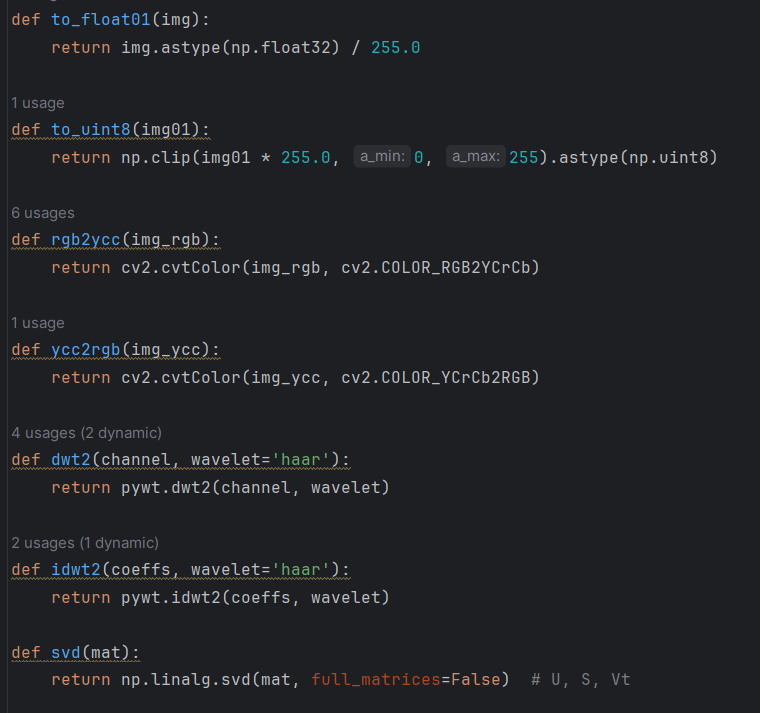 def to_float01(img):
    return img.astype(np.float32) / 255.0
1 usage
def to_uint8(img01):
    return np.clip(img01 * 255.0, a_min: 0, a_max: 255).astype(np.uint8)
6 usages
def rgb2ycc(img_rgb):
    return cv2.cvtColor(img_rgb, cv2.COLOR_RGB2YCrCb)
1 usage
def ycc2rgb(img_ycc):
    return cv2.cvtColor(img_ycc, cv2.COLOR_YCrCb2RGB)
4 usages (2 dynamic)
def dwt2(channel, wavelet='haar'):
    return pywt.dwt2(channel, wavelet)
2 usages (1 dynamic)
def idwt2(coeffs, wavelet='haar'):
    return pywt.idwt2(coeffs, wavelet)
def svd(mat):
    return np.linalg.svd(mat, full_matrices=False)  # U, S, Vt